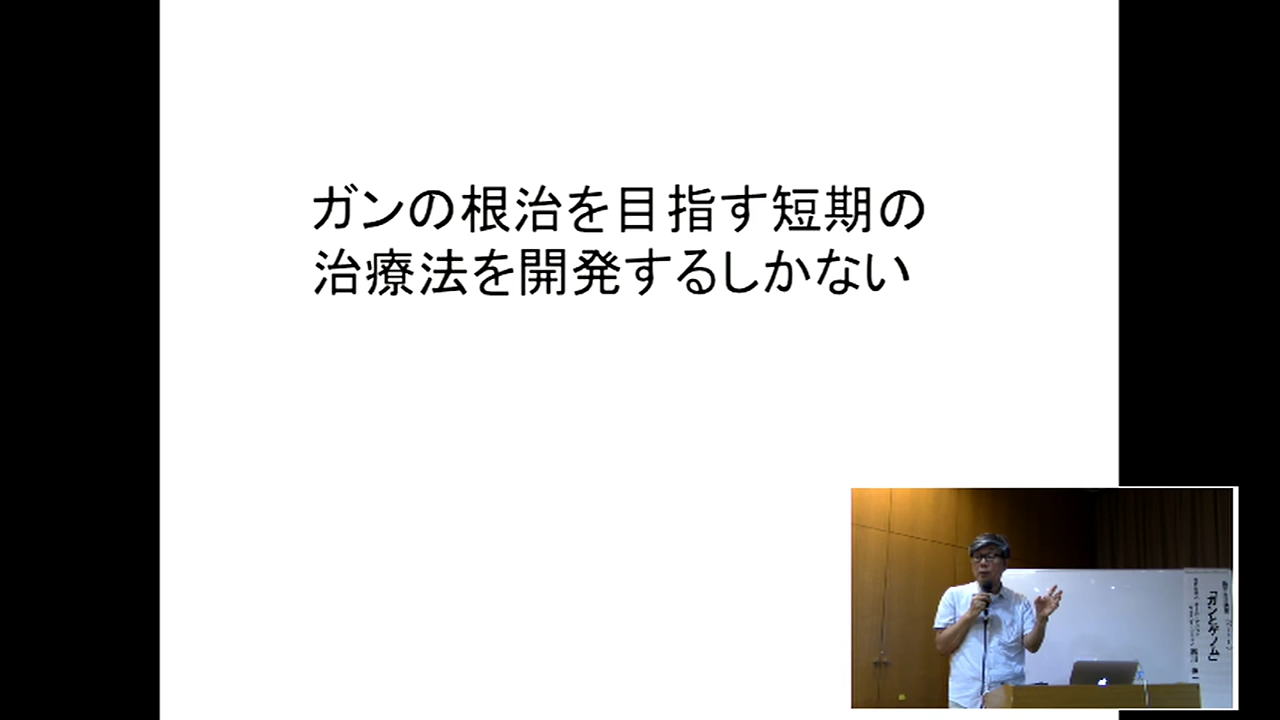 ガンの根治を目指す短期の
治療法を開発するしかない
「ガンとゲノム」